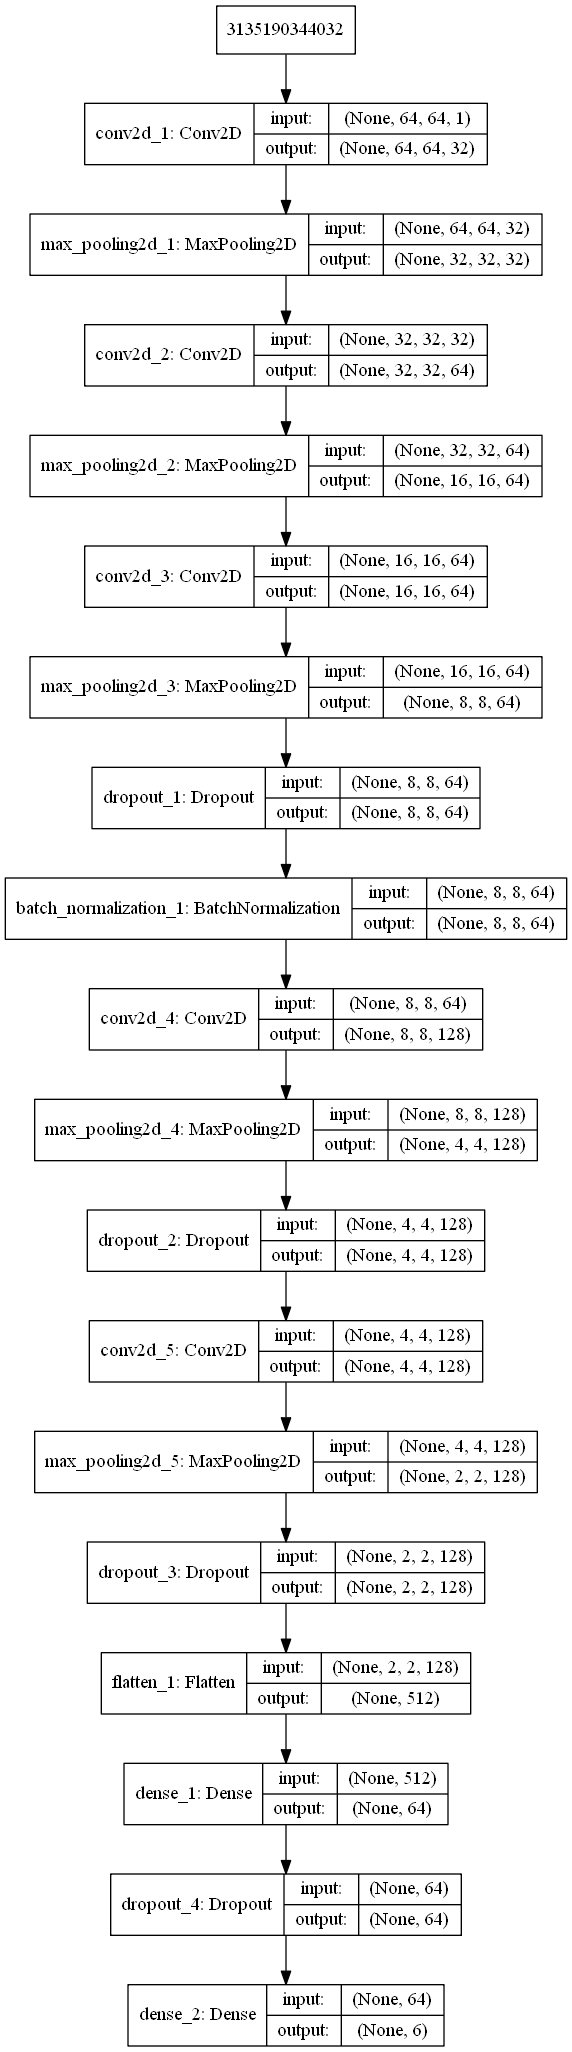 3135190344032
conv2d_1: Conv2D
input: (None, 64, 64, 1)
output: (None, 64, 64, 32)
max_pooling2d_1: MaxPooling2D
input: (None, 64, 64, 32)
output: (None, 32, 32, 32)
conv2d_2: Conv2D
input: (None, 32, 32, 32)
output: (None, 32, 32, 64)
max_pooling2d_2: MaxPooling2D
input: (None, 32, 32, 64)
output: (None, 16, 16, 64)
conv2d_3: Conv2D
input: (None, 16, 16, 64)
output: (None, 16, 16, 64)
max_pooling2d_3: MaxPooling2D
input: (None, 16, 16, 64)
output: (None, 8, 8, 64)
dropout_1: Dropout
input: (None, 8, 8, 64)
output: (None, 8, 8, 64)
batch_normalization_1: BatchNormalization
input: (None, 8, 8, 64)
output: (None, 8, 8, 64)
conv2d_4: Conv2D
input: (None, 8, 8, 64)
output: (None, 8, 8, 128)
max_pooling2d_4: MaxPooling2D
input: (None, 8, 8, 128)
output: (None, 4, 4, 128)
dropout_2: Dropout
input: (None, 4, 4, 128)
output: (None, 4, 4, 128)
conv2d_5: Conv2D
input: (None, 4, 4, 128)
output: (None, 4, 4, 128)
max_pooling2d_5: MaxPooling2D
input: (None, 4, 4, 128)
output: (None, 2, 2, 128)
dropout_3: Dropout
input: (None, 2, 2, 128)
output: (None, 2, 2, 128)
flatten_1: Flatten
input: (None, 2, 2, 128)
output: (None, 512)
dense_1: Dense
input: (None, 512)
output: (None, 64)
dropout_4: Dropout
input: (None, 64)
output: (None, 64)
dense_2: Dense
input: (None, 64)
output: (None, 6)